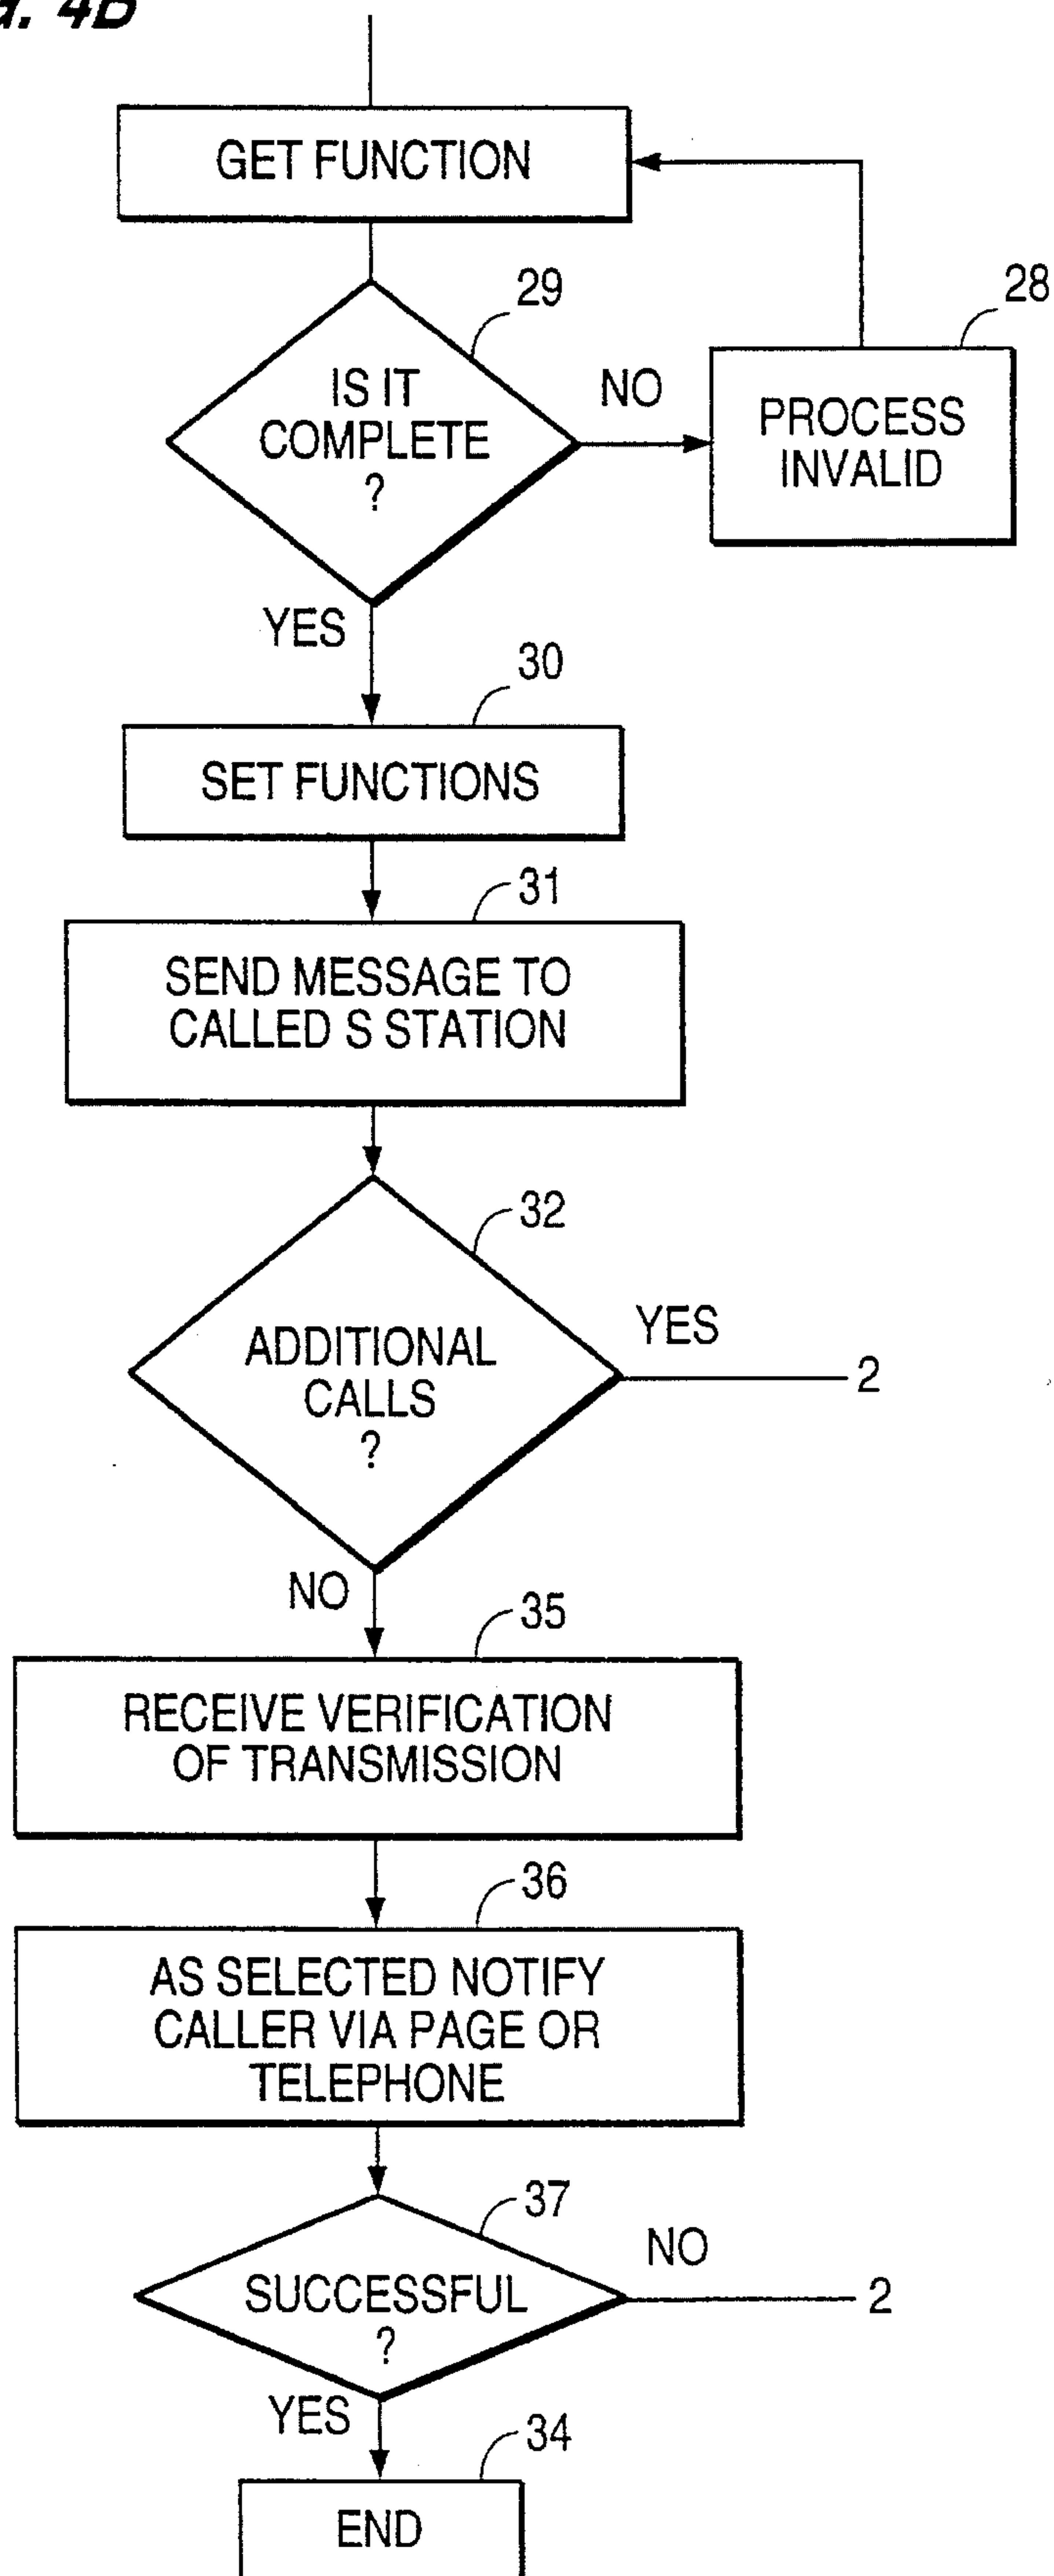 4B
GET FUNCTION
29
28
IS IT
COMPLETE
?
NO
PROCESS
INVALID
YES
30
SET FUNCTIONS
31
SEND MESSAGE TO
CALLED S STATION
32
ADDITIONAL
CALLS
?
YES
2
NO
35
RECEIVE VERIFICATION
OF TRANSMISSION
36
AS SELECTED NOTIFY
CALLER VIA PAGE OR
TELEPHONE
37
SUCCESSFUL
?
NO
2
YES
34
END